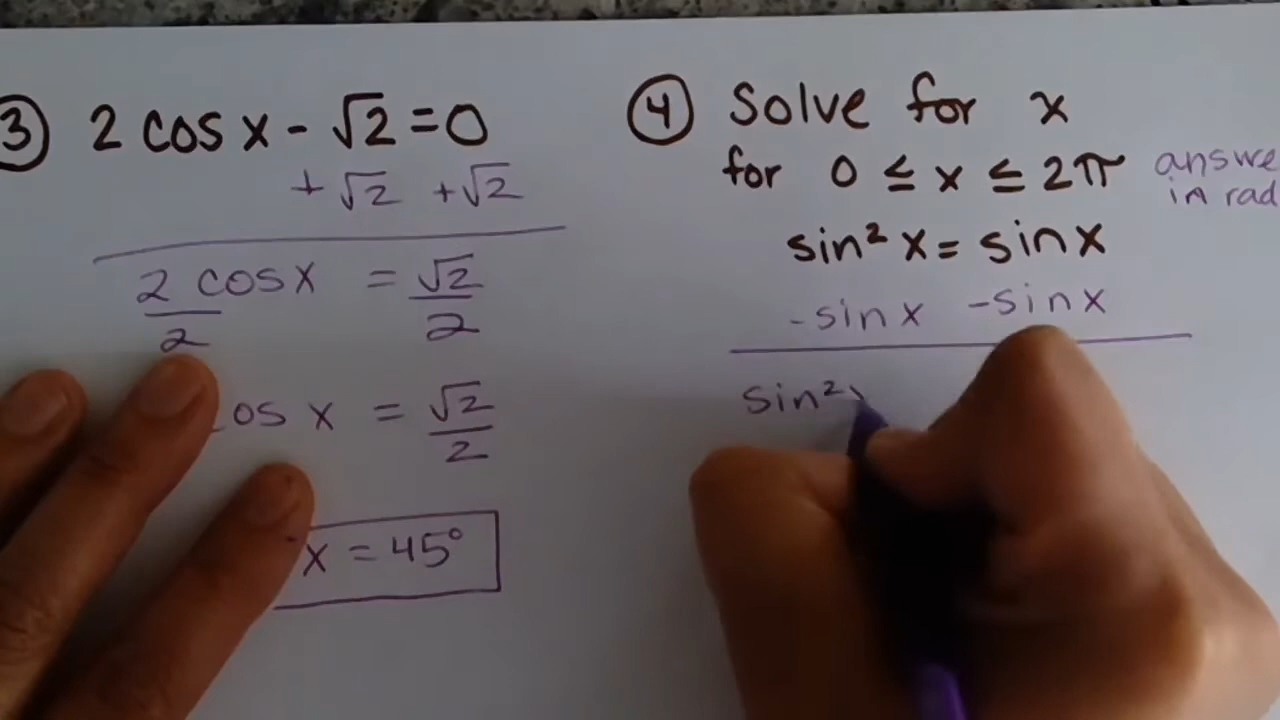 3) 2 cos x - √2 = 0
+ √2 + √2
2 cos x = √2
2 2
os x = √2
2
x = 45°
4 Solve for x
for 0 ≤ x ≤ 2π answe
in rad
sin² x = sin x
- sin x - sin x
sin²